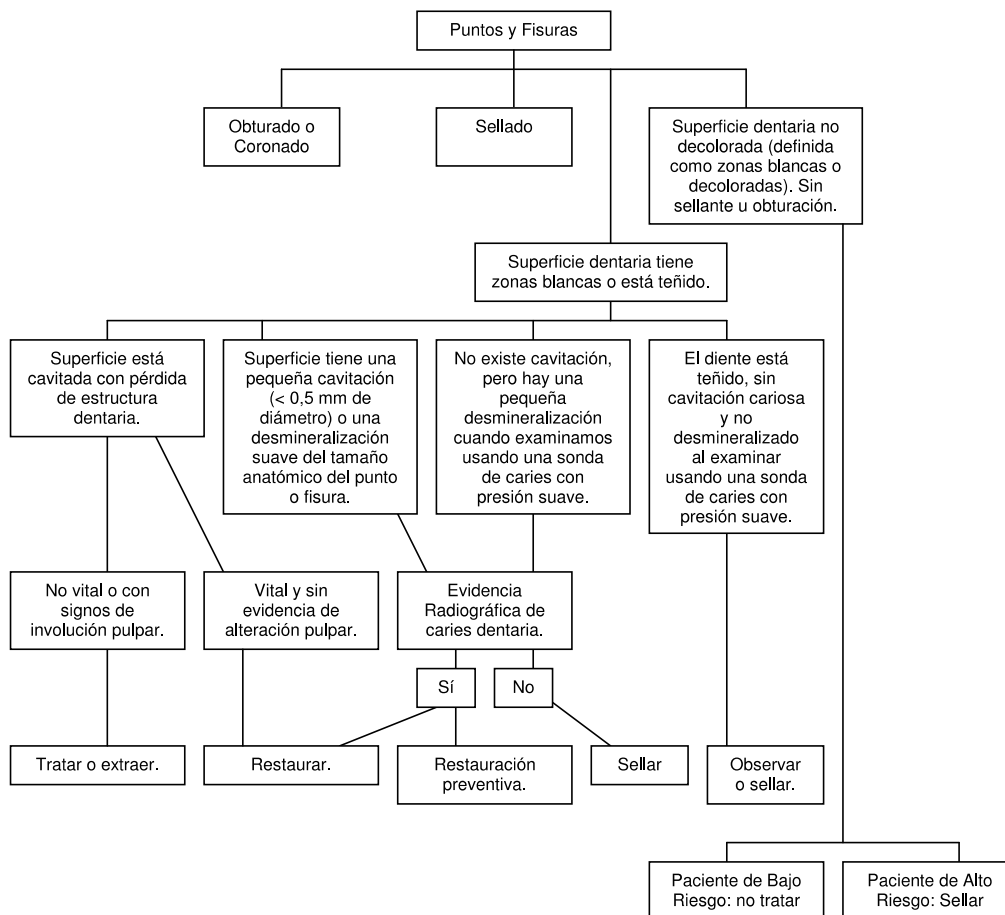 Puntos y Fisuras
Obturado o
Coronado
Sellado
Superficie dentaria no
decolorada (definida
como zonas blancas o
decoloradas). Sin
sellante u obturación.
Superficie dentaria tiene
zonas blancas o está teñido.
Superficie está
cavitada con pérdida
de estructura
dentaria.
Superficie tiene una
pequeña cavitación
(< 0,5 mm de
diámetro) o una
desmineralización
suave del tamaño
anatómico del punto
o fisura.
No existe cavitación,
pero hay una
pequeña
desmineralización
cuando examinamos
usando una sonda
de caries con
presión suave.
El diente está
teñido, sin
cavitación cariosa
y no
desmineralizado
al examinar
usando una sonda
de caries con
presión suave.
No vital o con
signos de
involución pulpar.
Vital y sin
evidencia de
alteración pulpar.
Evidencia
Radiográfica de
caries dentaria.
Sí
No
Tratar o extraer.
Restaurar.
Restauración
preventiva.
Sellar
Observar
o sellar.
Paciente de Bajo
Riesgo: no tratar
Paciente de Alto
Riesgo: Sellar